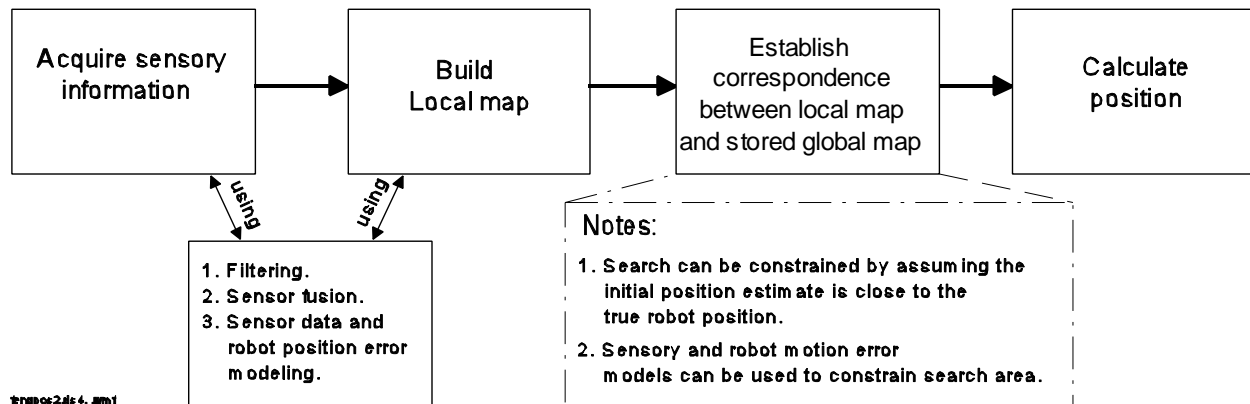 Acquire sensory
information
Build
Local map
Establish
correspondence
between local map
and stored global map
Calculate
position
using
using
1. Filtering.
2. Sensor fusion.
3. Sensor data and
robot position error
modeling.
Notes:
1. Search can be constrained by assuming the
initial position estimate is close to the
true robot position.
2. Sensory and robot motion error
models can be used to constrain search area.